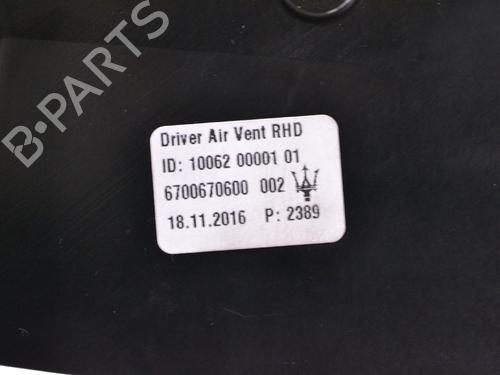 Driver Air Vent RHD
ID: 10062 00001 01
6700670600 002
18.11.2016 P: 2389
B-PARTS